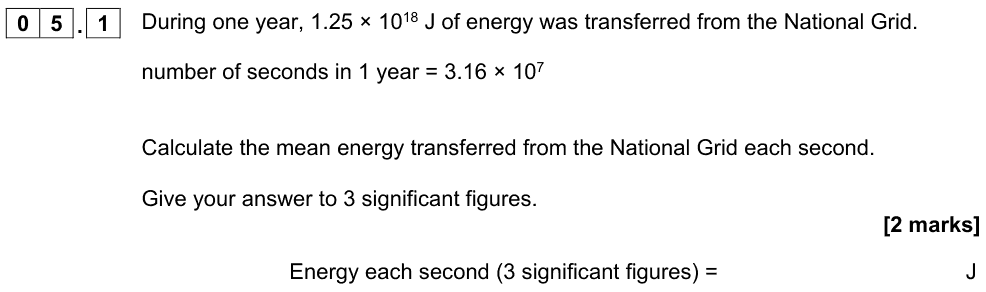 05.1 During one year, 1.25 × 10¹⁸ J of energy was transferred from the National Grid.
number of seconds in 1 year = 3.16 × 10⁷
Calculate the mean energy transferred from the National Grid each second.
Give your answer to 3 significant figures.
[2 marks]
Energy each second (3 significant figures) = J